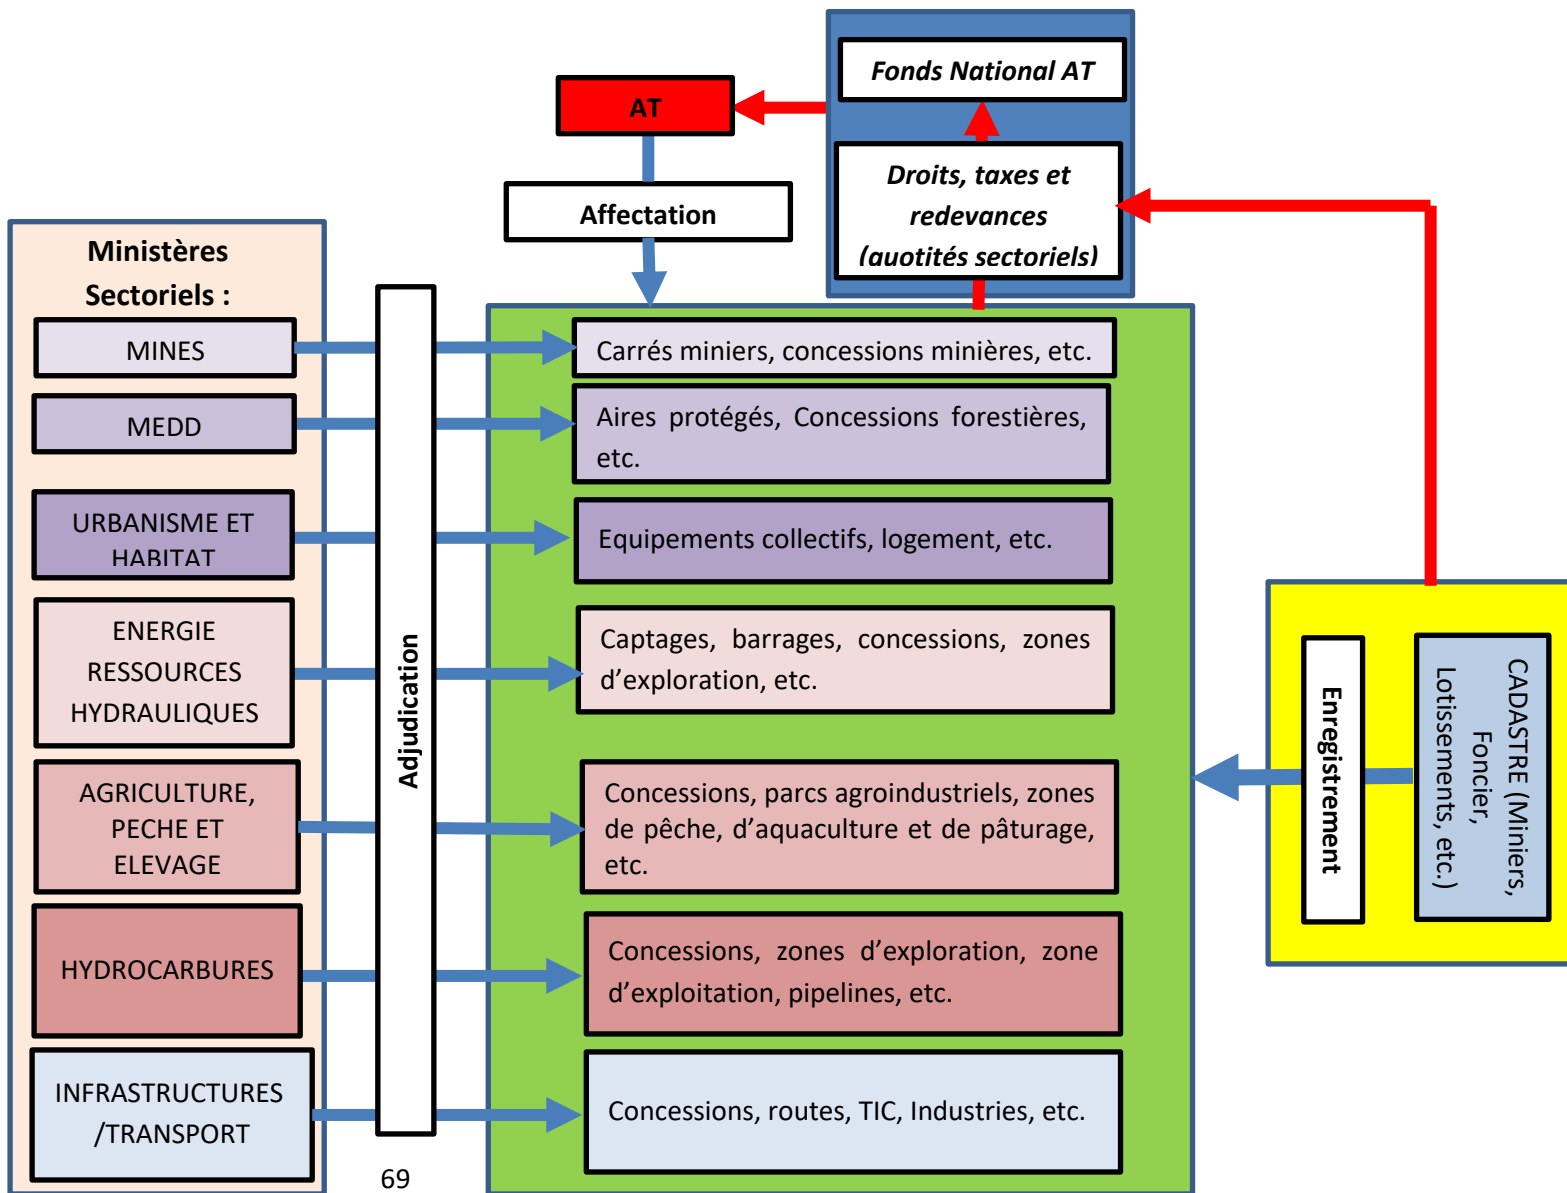 Fonds National AT
AT
Droits, taxes et
redevances
(quotités sectoriels)
Affectation
Ministères
Sectoriels :
MINES
MEDD
URBANISME ET
HABITAT
ENERGIE
RESSOURCES
HYDRAULIQUES
AGRICULTURE,
PECHE ET
ELEVAGE
HYDROCARBURES
INFRASTRUCTURES
/TRANSPORT
Adjudication
Carrés miniers, concessions minières, etc.
Aires protégés, Concessions forestières,
etc.
Equipements collectifs, logement, etc.
Captages, barrages, concessions, zones
d’exploration, etc.
Concessions, parcs agroindustriels, zones
de pêche, d’aquaculture et de pâturage,
etc.
Concessions, zones d’exploration, zone
d’exploitation, pipelines, etc.
Concessions, routes, TIC, Industries, etc.
Enregistrement
CADASTRE (Miniers,
Foncier,
Lotissements, etc.)
69